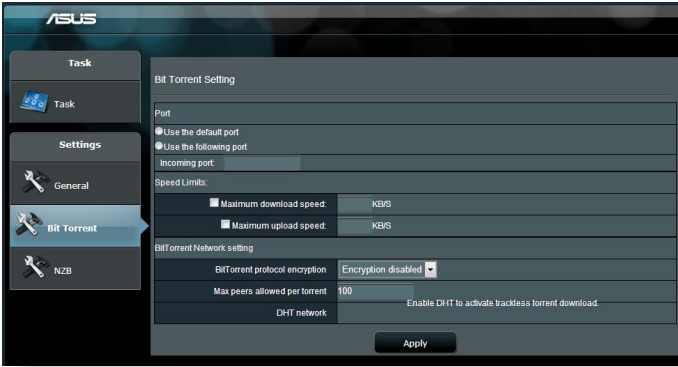 ASUS
Task
Task
Settings
General
Bit Torrent
NZB
Bit Torrent Setting
Port
Use the default port
Use the following port
Incoming port:
Speed Limits:
Maximum download speed: KB/S
Maximum upload speed: KB/S
BitTorrent Network setting
BitTorrent protocol encryption Encryption disabled
Max peers allowed per torrent 100
Enable DHT to activate trackless torrent download.
DHT network
Apply